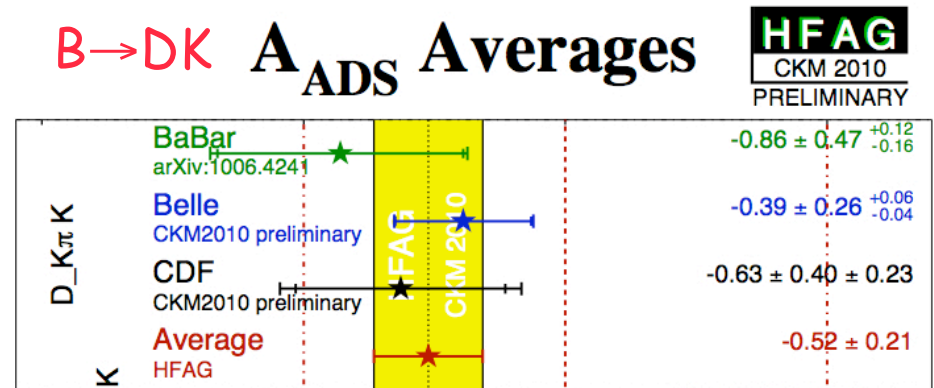 B→DK A_ADS Averages
HFAG
CKM 2010
PRELIMINARY
BaBar
arXiv:1006.4241
-0.86 ± 0.47 +0.12 -0.16
Belle
CKM2010 preliminary
-0.39 ± 0.26 +0.06 -0.04
CDF
CKM2010 preliminary
-0.63 ± 0.40 ± 0.23
Average
HFAG
-0.52 ± 0.21
D_Kπ K
K
HFAG
CKM 2010